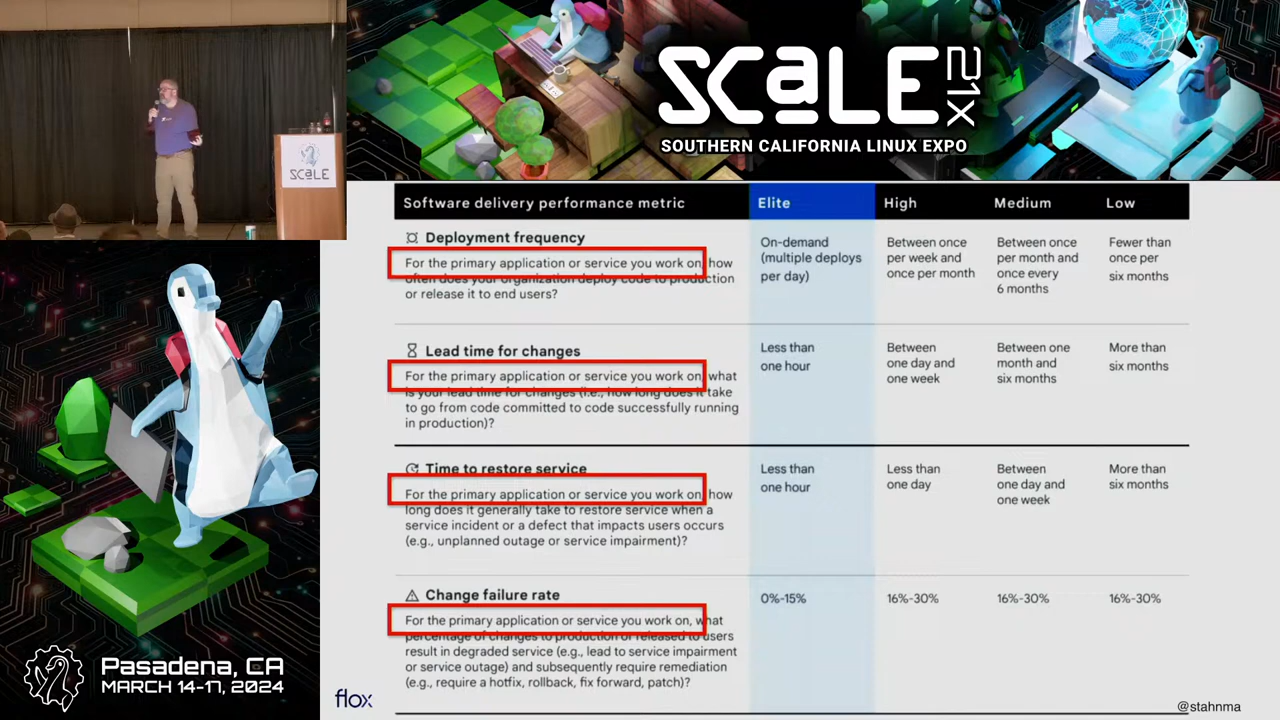 SCaLE 21x
SOUTHERN CALIFORNIA LINUX EXPO
SCaLE
Software delivery performance metric
Elite
High
Medium
Low
Deployment frequency
For the primary application or service you work on, how
often does your organization deploy code to production
or release it to end users?
On-demand
(multiple deploys
per day)
Between once
per week and
once per month
Between once
per month and
once every
6 months
Fewer than
once per
six months
Lead time for changes
For the primary application or service you work on, what
is your lead time for changes (i.e., how long does it take
to go from code committed to code successfully running
in production)?
Less than
one hour
Between
one day and
one week
Between one
month and
six months
More than
six months
Time to restore service
For the primary application or service you work on, how
long does it generally take to restore service when a
service incident or a defect that impacts users occurs
(e.g., unplanned outage or service impairment)?
Less than
one hour
Less than
one day
Between
one day and
one week
More than
six months
Change failure rate
For the primary application or service you work on, what
percentage of changes to production or released to users
result in degraded service (e.g., lead to service impairment
or service outage) and subsequently require remediation
(e.g., require a hotfix, rollback, fix forward, patch)?
0%-15%
16%-30%
16%-30%
16%-30%
Pasadena, CA
MARCH 14-17, 2024
flox
@stahnma